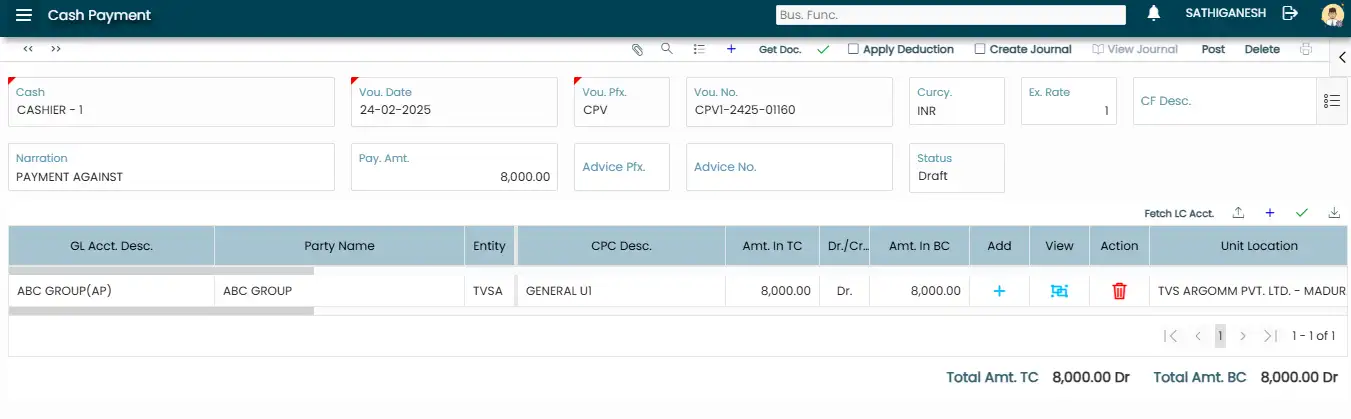 Cash Payment Bus. Func. SATHIGANESH
<< >> Get Doc. Apply Deduction Create Journal View Journal Post Delete
Cash Vou. Date Vou. Pfx. Vou. No. Curcy. Ex. Rate CF Desc.
CASHIER - 1 24-02-2025 CPV CPV1-2425-01160 INR 1
Narration Pay. Amt. Advice Pfx. Advice No. Status
PAYMENT AGAINST 8,000.00 Draft
Fetch LC Acct.
GL Acct. Desc. Party Name Entity CPC Desc. Amt. In TC Dr./Cr... Amt. In BC Add View Action Unit Location
ABC GROUP(AP) ABC GROUP TVSA GENERAL U1 8,000.00 Dr. 8,000.00 TVS ARGOMM PVT. LTD. - MADUR
1 1 - 1 of 1
Total Amt. TC 8,000.00 Dr Total Amt. BC 8,000.00 Dr